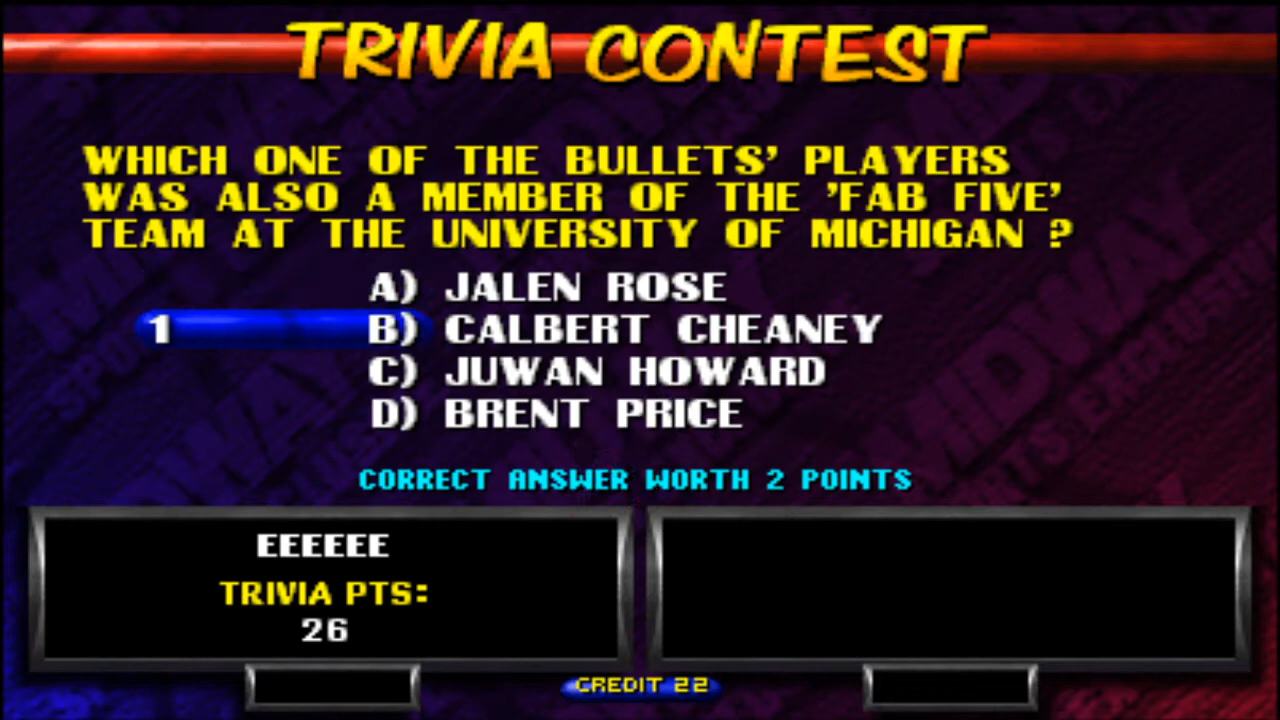 TRIVIA CONTEST
WHICH ONE OF THE BULLETS' PLAYERS
WAS ALSO A MEMBER OF THE 'FAB FIVE'
TEAM AT THE UNIVERSITY OF MICHIGAN ?
A) JALEN ROSE
1 B) CALBERT CHEANEY
C) JUWAN HOWARD
D) BRENT PRICE
CORRECT ANSWER WORTH 2 POINTS
EEEEEE
TRIVIA PTS:
26
CREDIT 22